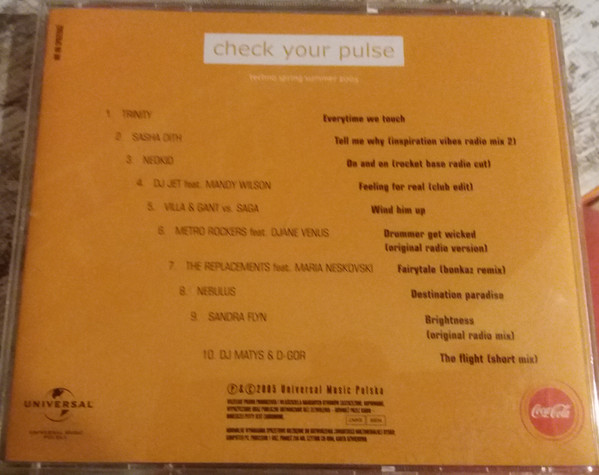 check your pulse
techno spring summer 2005
1. TRINITY Everytime we touch
2. SASHA DITH Tell me why (inspiration vibes radio mix 2)
3. NEOKID On and on (rocket base radio cut)
4. DJ JET feat. MANDY WILSON Feeling for real (club edit)
5. VILLA & GANT vs. SAGA Wind him up
6. METRO ROCKERS feat. DJANE VENUS Drummer get wicked
(original radio version)
7. THE REPLACEMENTS feat. MARIA NESKOVSKI Fairytale (bonkaz remix)
8. NEBULUS Destination paradise
9. SANDRA FLYN Brightness
(original radio mix)
10. DJ MATYS & D-GOR The flight (short mix)
Ⓟ & © 2005 Universal Music Polska
UNIVERSAL
UNIVERSAL MUSIC
POLSKA
Coca-Cola